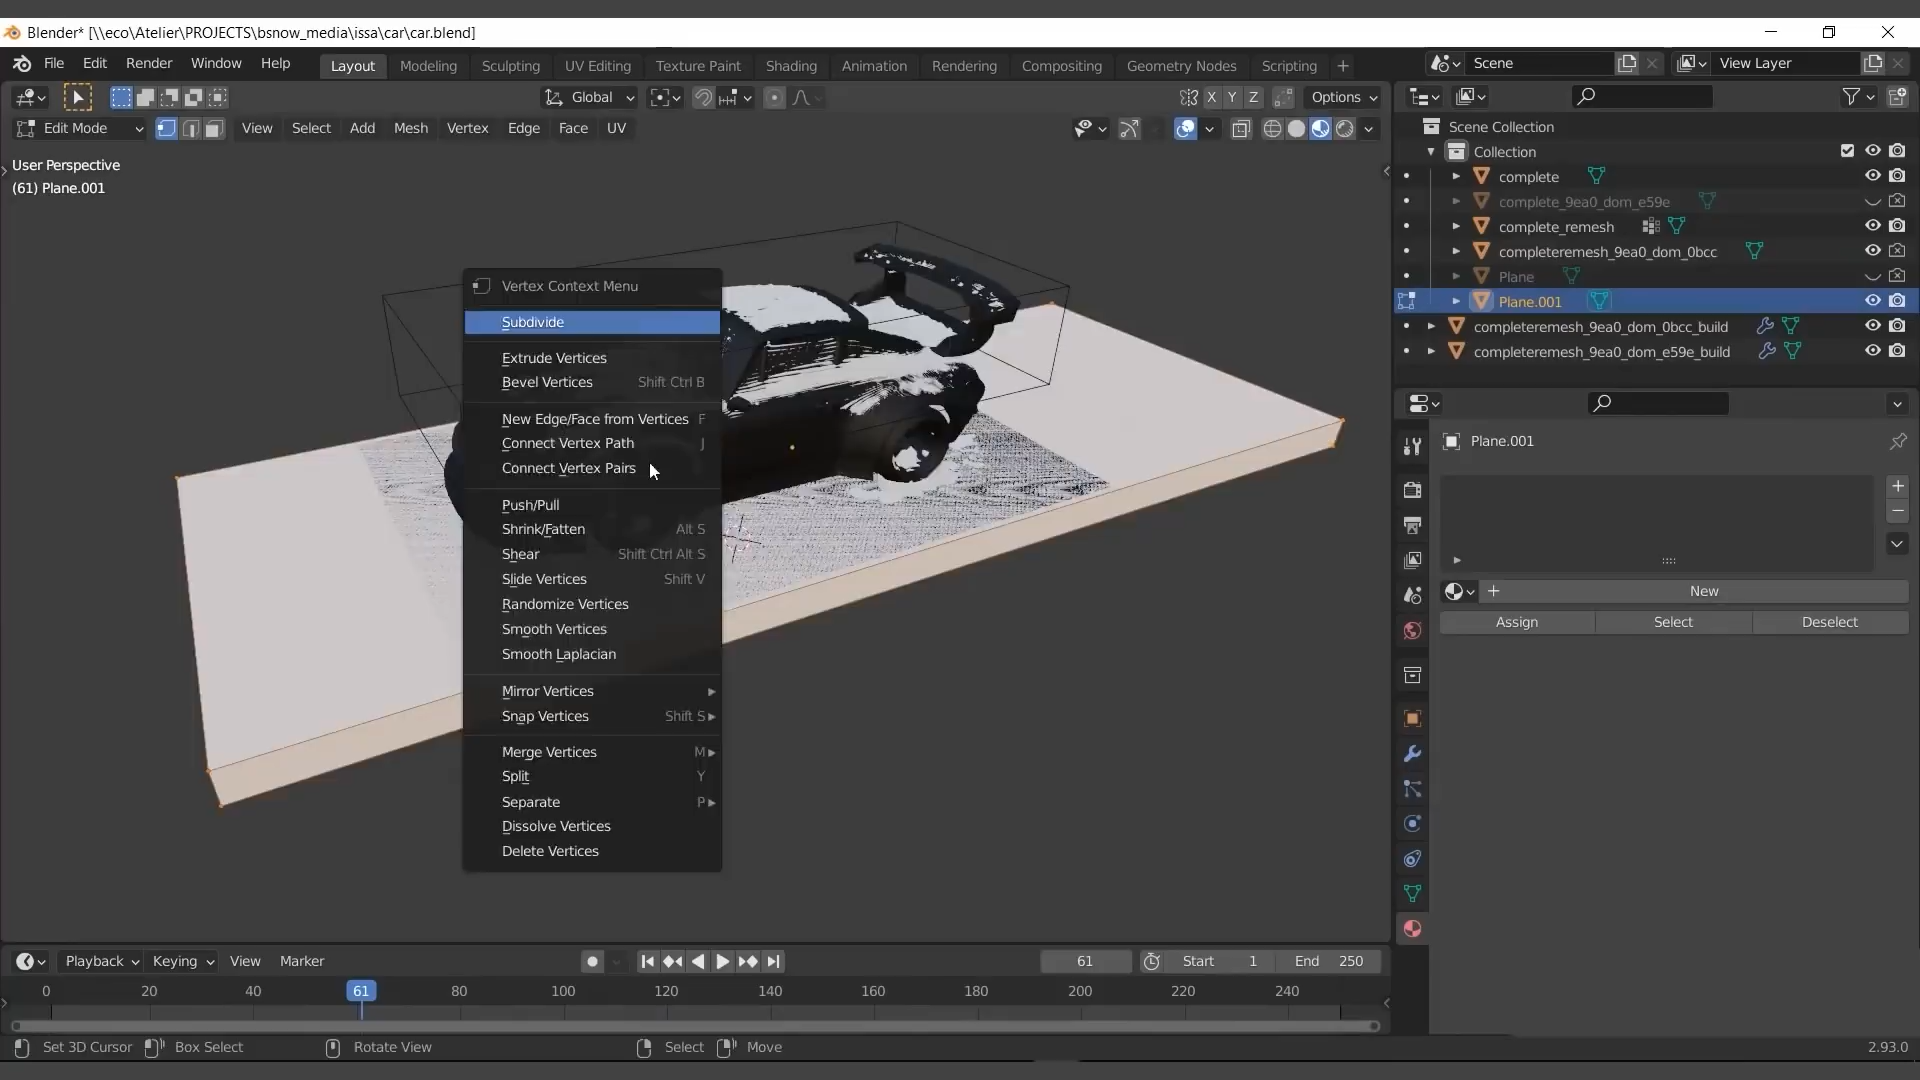 Blender* [\\eco\Atelier\PROJECTS\bsnow_media\issa\car\car.blend]
File Edit Render Window Help Layout Modeling Sculpting UV Editing Texture Paint Shading Animation Rendering Compositing Geometry Nodes Scripting + Scene View Layer
Global X Y Z Options
Edit Mode View Select Add Mesh Vertex Edge Face UV
User Perspective
(61) Plane.001
Vertex Context Menu
Subdivide
Extrude Vertices
Bevel Vertices Shift Ctrl B
New Edge/Face from Vertices F
Connect Vertex Path J
Connect Vertex Pairs
Push/Pull
Shrink/Fatten Alt S
Shear Shift Ctrl Alt S
Slide Vertices Shift V
Randomize Vertices
Smooth Vertices
Smooth Laplacian
Mirror Vertices
Snap Vertices Shift S
Merge Vertices M
Split Y
Separate P
Dissolve Vertices
Delete Vertices
Scene Collection
Collection
complete
complete_9ea0_dom_e59e
complete_remesh
completeremesh_9ea0_dom_0bcc
Plane
Plane.001
completeremesh_9ea0_dom_0bcc_build
completeremesh_9ea0_dom_e59e_build
Plane.001
New
Assign Select Deselect
Playback Keying View Marker 61 Start 1 End 250
0 20 40 61 80 100 120 140 160 180 200 220 240
Set 3D Cursor Box Select Rotate View Select Move 2.93.0